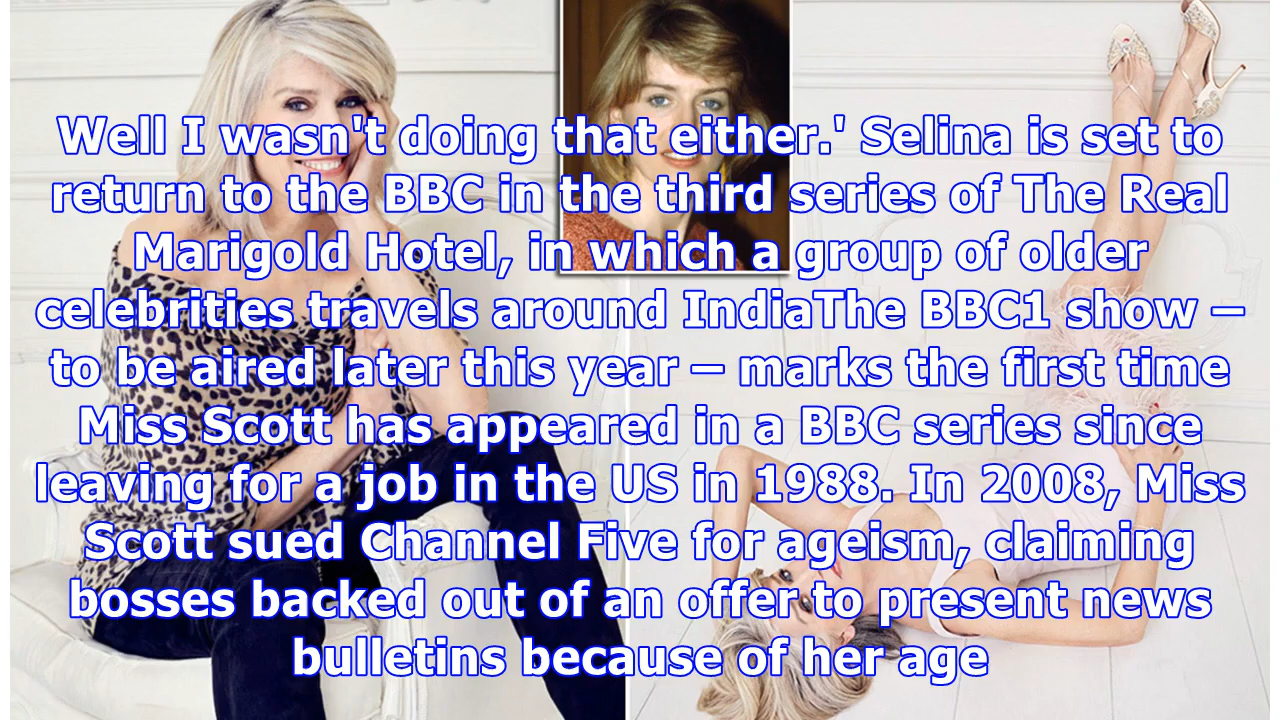 Well I wasn't doing that either.' Selina is set to
return to the BBC in the third series of The Real
Marigold Hotel, in which a group of older
celebrities travels around IndiaThe BBC1 show –
to be aired later this year – marks the first time
Miss Scott has appeared in a BBC series since
leaving for a job in the US in 1988. In 2008, Miss
Scott sued Channel Five for ageism, claiming
bosses backed out of an offer to present news
bulletins because of her age